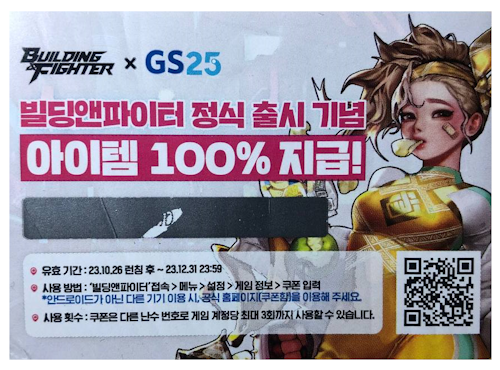 BUILDING & FIGHTER × GS25
빌딩앤파이터 정식 출시 기념
아이템 100% 지급!
유효 기간 : 23.10.26 런칭 후 ~ 23.12.31 23:59
사용 방법 : '빌딩앤파이터' 접속 > 메뉴 > 설정 > 게임 정보 > 쿠폰 입력
*안드로이드가 아닌 다른 기기 이용 시, 공식 홈페이지(쿠폰함)을 이용해 주세요.
사용 횟수 : 쿠폰은 다른 난수 번호로 게임 계정당 최대 3회까지 사용할 수 있습니다.